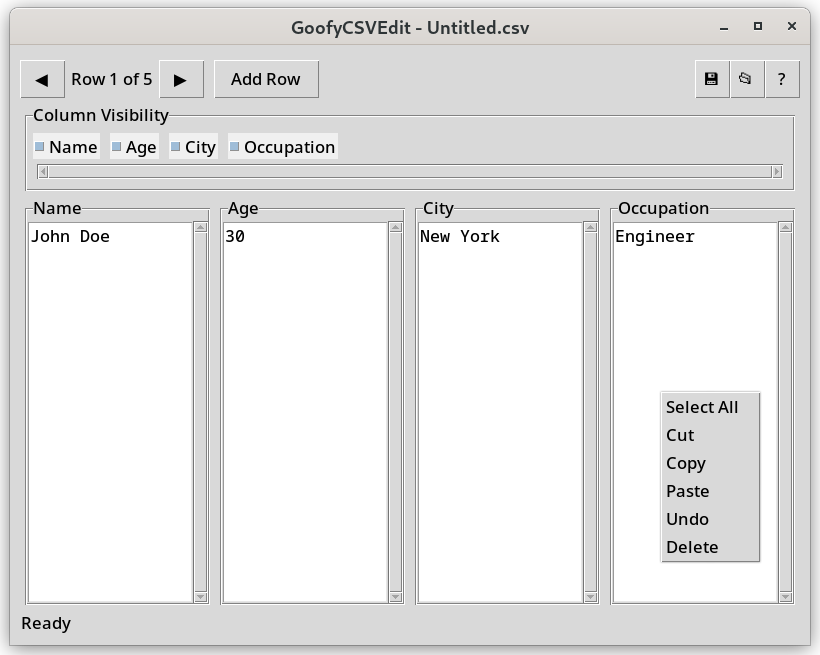 GoofyCSVEdit - Untitled.csv
Row 1 of 5 Add Row ?
Column Visibility
Name Age City Occupation
Name Age City Occupation
John Doe 30 New York Engineer
Select All
Cut
Copy
Paste
Undo
Delete
Ready